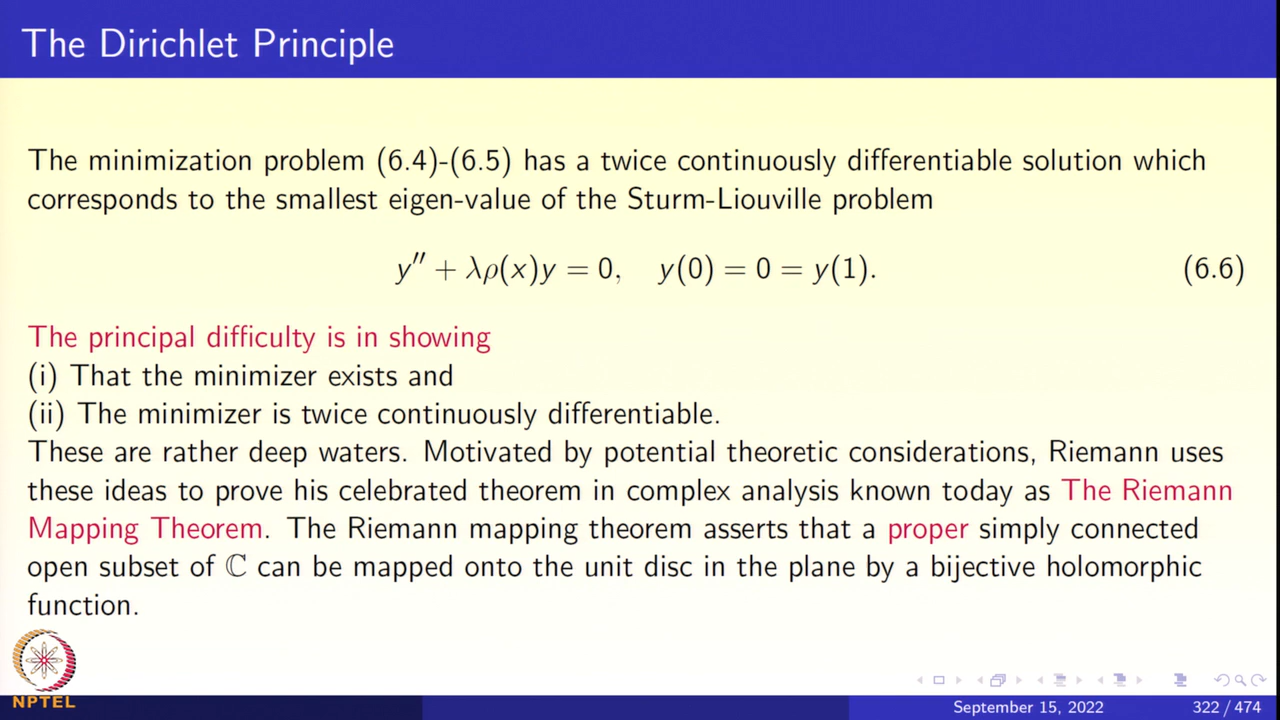 The Dirichlet Principle
The minimization problem (6.4)-(6.5) has a twice continuously differentiable solution which
corresponds to the smallest eigen-value of the Sturm-Liouville problem
y″ + λρ(x)y = 0,   y(0) = 0 = y(1).   (6.6)
The principal difficulty is in showing
(i) That the minimizer exists and
(ii) The minimizer is twice continuously differentiable.
These are rather deep waters. Motivated by potential theoretic considerations, Riemann uses
these ideas to prove his celebrated theorem in complex analysis known today as The Riemann
Mapping Theorem. The Riemann mapping theorem asserts that a proper simply connected
open subset of ℂ can be mapped onto the unit disc in the plane by a bijective holomorphic
function.
NPTEL
September 15, 2022   322 / 474